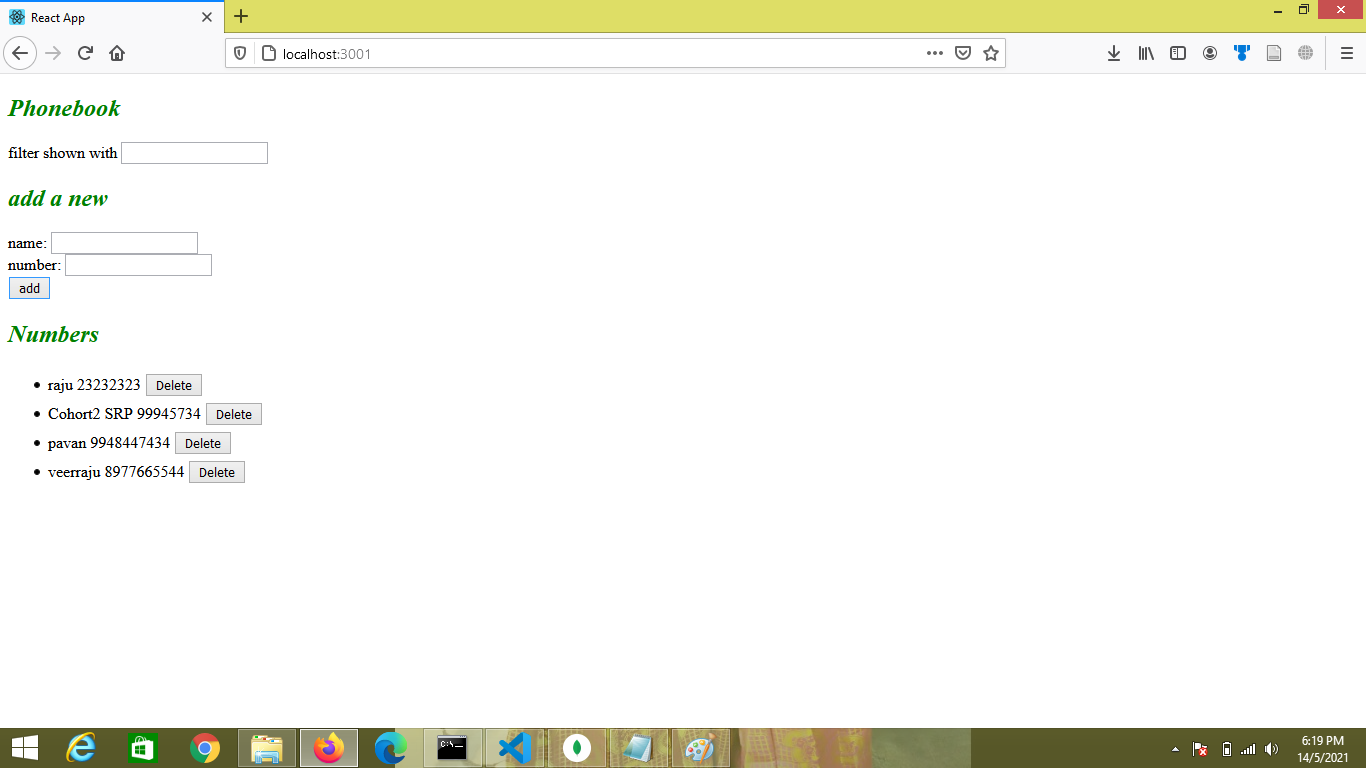 React App
localhost:3001
Phonebook
filter shown with
add a new
name:
number:
add
Numbers
raju 23232323 Delete
Cohort2 SRP 99945734 Delete
pavan 9948447434 Delete
veerraju 8977665544 Delete
C:\
6:19 PM
14/5/2021